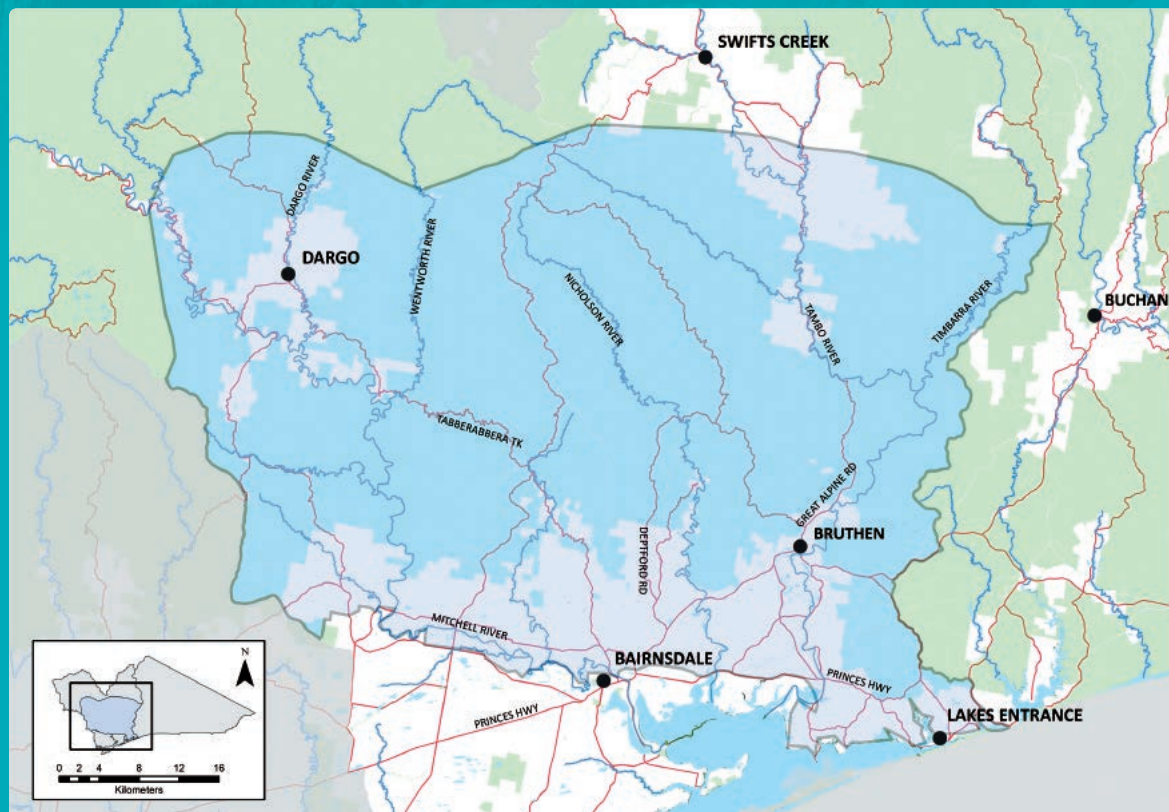 SWIFTS CREEK
DARGO RIVER
DARGO
WENTWORTH RIVER
NICHOLSON RIVER
TAMBO RIVER
TIMBARRA RIVER
BUCHAN
TABBERABBERA TK
GREAT ALPINE RD
BRUTHEN
DEPTFORD RD
MITCHELL RIVER
BAIRNSDALE
PRINCES HWY
PRINCES HWY
LAKES ENTRANCE
N
0 2 4 8 12 16
Kilometers